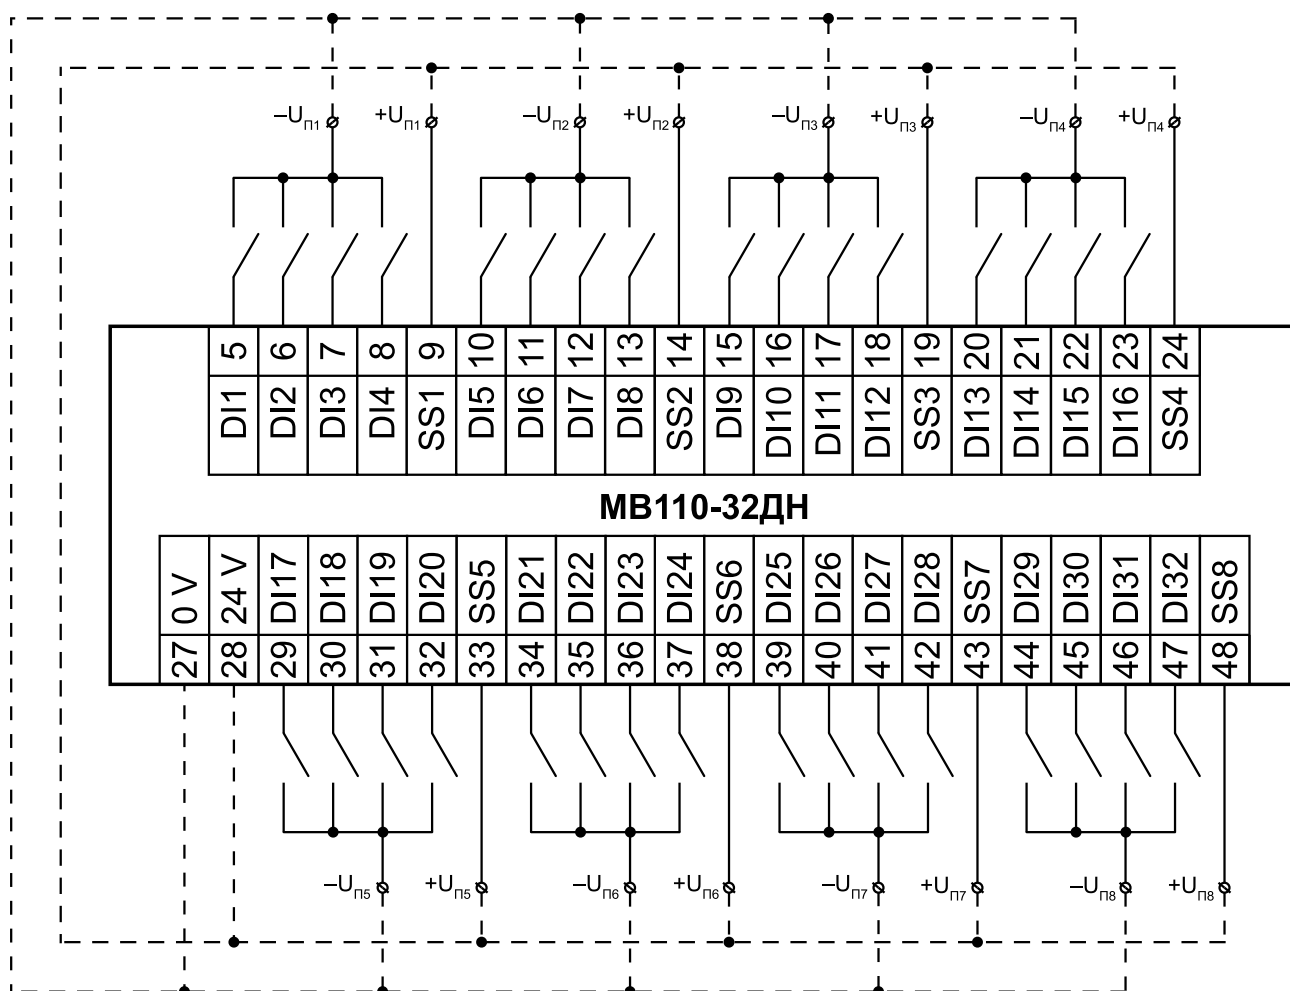 –UП1 +UП1 –UП2 +UП2 –UП3 +UП3 –UП4 +UП4
5 6 7 8 9 10 11 12 13 14 15 16 17 18 19 20 21 22 23 24
DI1 DI2 DI3 DI4 SS1 DI5 DI6 DI7 DI8 SS2 DI9 DI10 DI11 DI12 SS3 DI13 DI14 DI15 DI16 SS4
МВ110-32ДН
0 V 24 V DI17 DI18 DI19 DI20 SS5 DI21 DI22 DI23 DI24 SS6 DI25 DI26 DI27 DI28 SS7 DI29 DI30 DI31 DI32 SS8
27 28 29 30 31 32 33 34 35 36 37 38 39 40 41 42 43 44 45 46 47 48
–UП5 +UП5 –UП6 +UП6 –UП7 +UП7 –UП8 +UП8